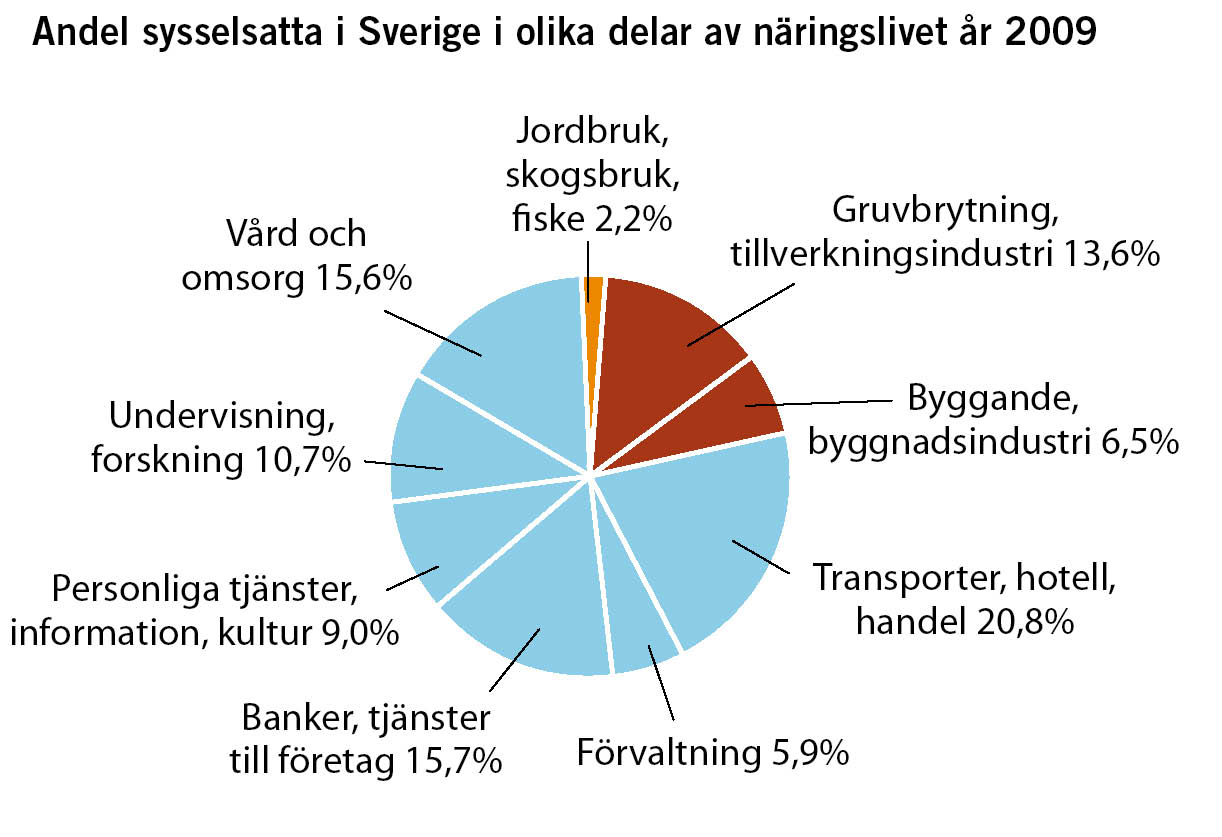 Andel sysselsatta i Sverige i olika delar av näringslivet år 2009
Jordbruk,
skogsbruk,
fiske 2,2%
Gruvbrytning,
tillverkningsindustri 13,6%
Byggande,
byggnadsindustri 6,5%
Transporter, hotell,
handel 20,8%
Förvaltning 5,9%
Banker, tjänster
till företag 15,7%
Personliga tjänster,
information, kultur 9,0%
Undervisning,
forskning 10,7%
Vård och
omsorg 15,6%